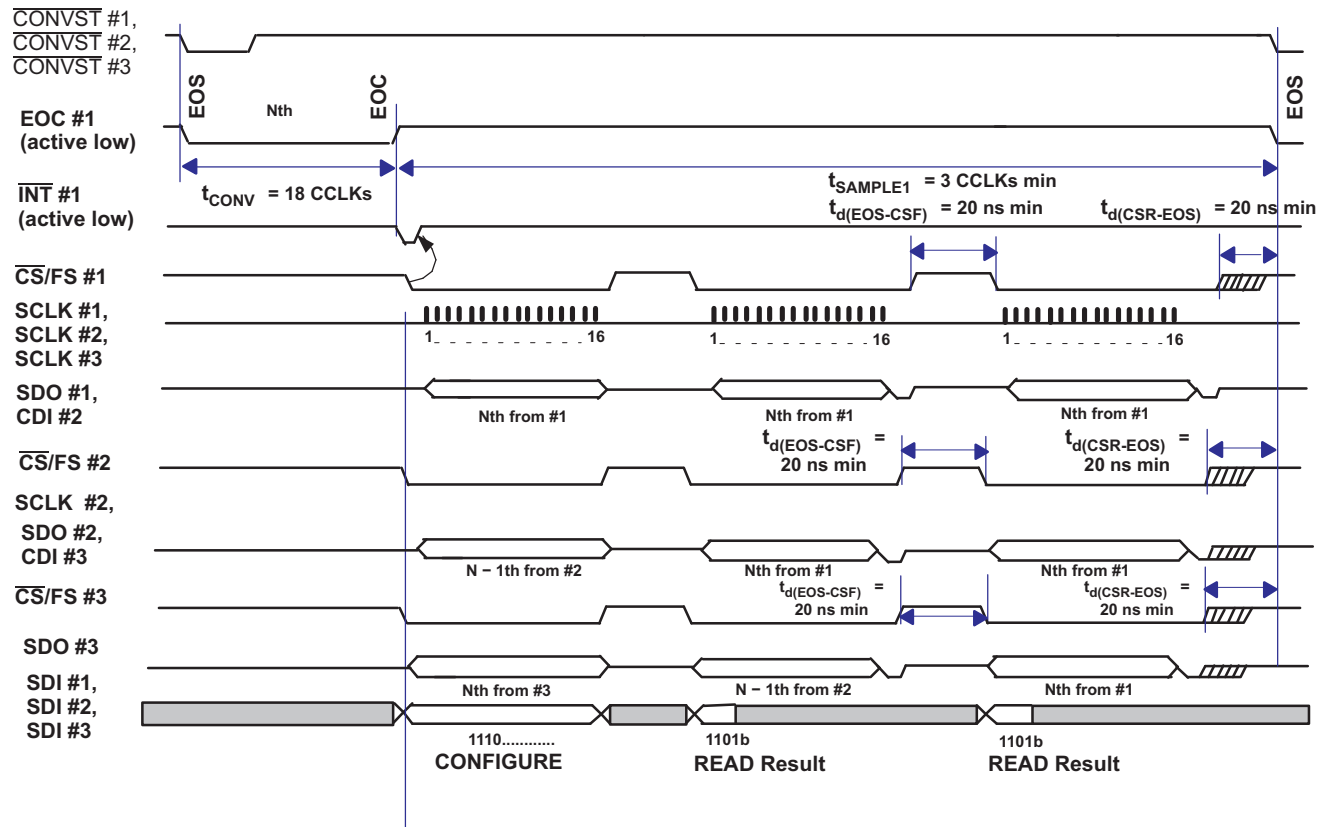 CONVST #1,
CONVST #2,
CONVST #3
EOS
Nth
EOC
EOS
EOC #1
(active low)
tCONV = 18 CCLKs
tSAMPLE1 = 3 CCLKs min
INT #1
(active low)
td(EOS-CSF) = 20 ns min
td(CSR-EOS) = 20 ns min
CS/FS #1
SCLK #1,
SCLK #2,
SCLK #3
1_ _ _ _ _ _ _ _ _ _ 16
1_ _ _ _ _ _ _ _ _ _ 16
1_ _ _ _ _ _ _ _ _ _ 16
SDO #1,
CDI #2
Nth from #1
Nth from #1
Nth from #1
td(EOS-CSF) =
20 ns min
td(CSR-EOS) =
20 ns min
CS/FS #2
SCLK #2,
SDO #2,
CDI #3
N − 1th from #2
Nth from #1
Nth from #1
td(EOS-CSF) =
20 ns min
td(CSR-EOS) =
20 ns min
CS/FS #3
SDO #3
Nth from #3
N − 1th from #2
Nth from #1
SDI #1,
SDI #2,
SDI #3
1110............
CONFIGURE
1101b
READ Result
1101b
READ Result